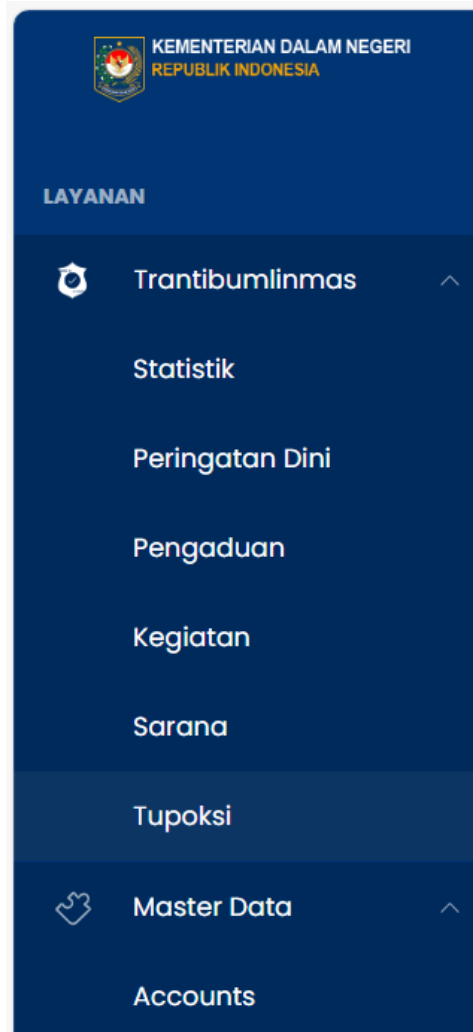 KEMENTERIAN DALAM NEGERI
REPUBLIK INDONESIA
LAYANAN
Trantibumlinmas
Statistik
Peringatan Dini
Pengaduan
Kegiatan
Sarana
Tupoksi
Master Data
Accounts